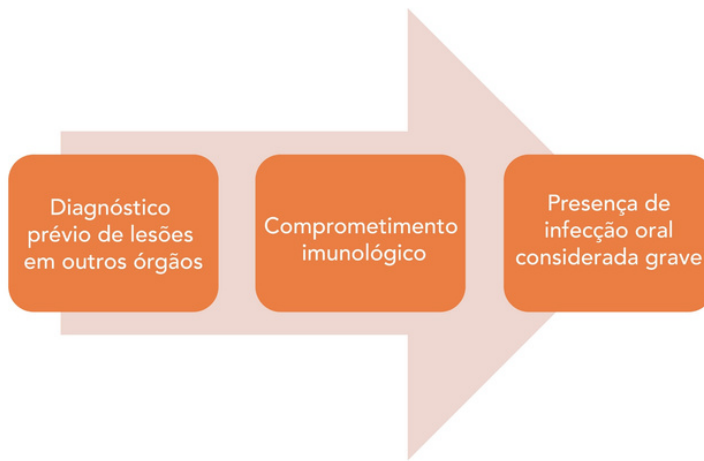 Diagnóstico
prévio de lesões
em outros órgãos
Comprometimento
imunológico
Presença de
infecção oral
considerada grave